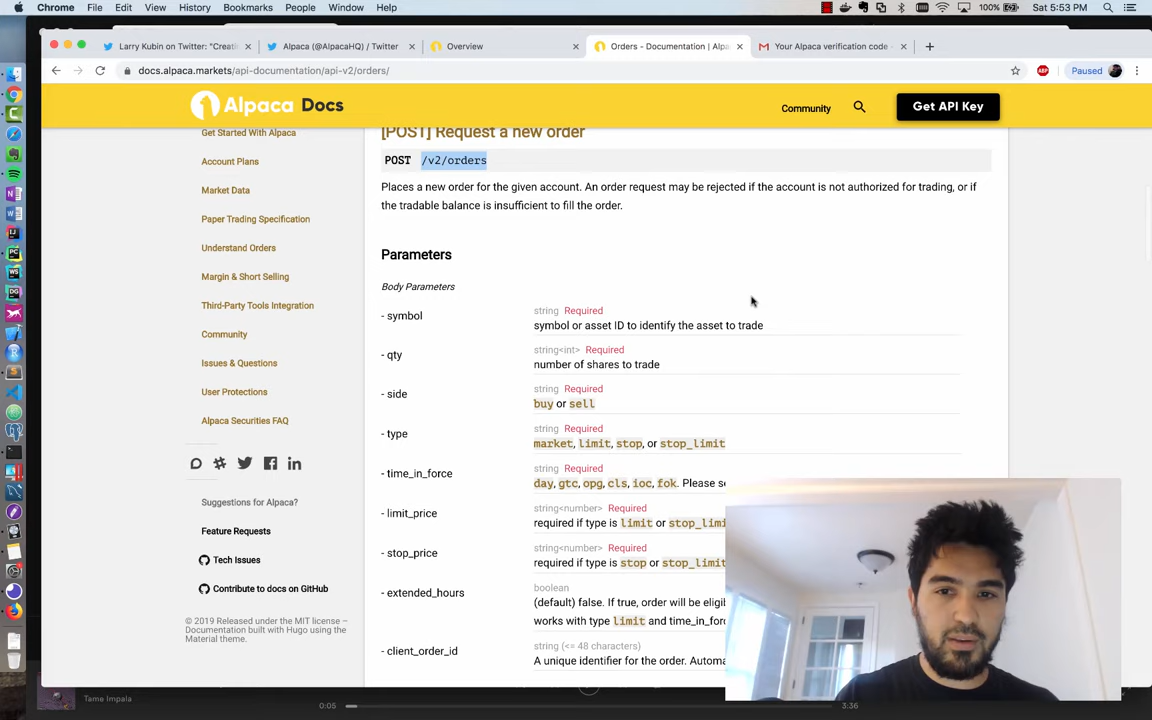 Chrome File Edit View History Bookmarks People Window Help
100% Sat 5:53 PM
Larry Kubin on Twitter: "Creati
Alpaca (@AlpacaHQ) / Twitter
Overview
Orders - Documentation | Alpa
Your Alpaca verification code
docs.alpaca.markets/api-documentation/api-v2/orders/
ABP
Paused
Alpaca Docs
Community
Get API Key
Get Started With Alpaca
Account Plans
Market Data
Paper Trading Specification
Understand Orders
Margin & Short Selling
Third-Party Tools Integration
Community
Issues & Questions
User Protections
Alpaca Securities FAQ
Suggestions for Alpaca?
Feature Requests
Tech Issues
Contribute to docs on GitHub
© 2019 Released under the MIT license –
Documentation built with Hugo using the
Material theme.
[POST] Request a new order
POST /v2/orders
Places a new order for the given account. An order request may be rejected if the account is not authorized for trading, or if
the tradable balance is insufficient to fill the order.
Parameters
Body Parameters
- symbol
string Required
symbol or asset ID to identify the asset to trade
- qty
string<int> Required
number of shares to trade
- side
string Required
buy or sell
- type
string Required
market, limit, stop, or stop_limit
- time_in_force
string Required
day, gtc, opg, cls, ioc, fok. Please se
- limit_price
string<number> Required
required if type is limit or stop_limi
- stop_price
string<number> Required
required if type is stop or stop_limit
- extended_hours
boolean
(default) false. If true, order will be eligib
works with type limit and time_in_forc
- client_order_id
string (<= 48 characters)
A unique identifier for the order. Automa
Tame Impala
0:05
3:36